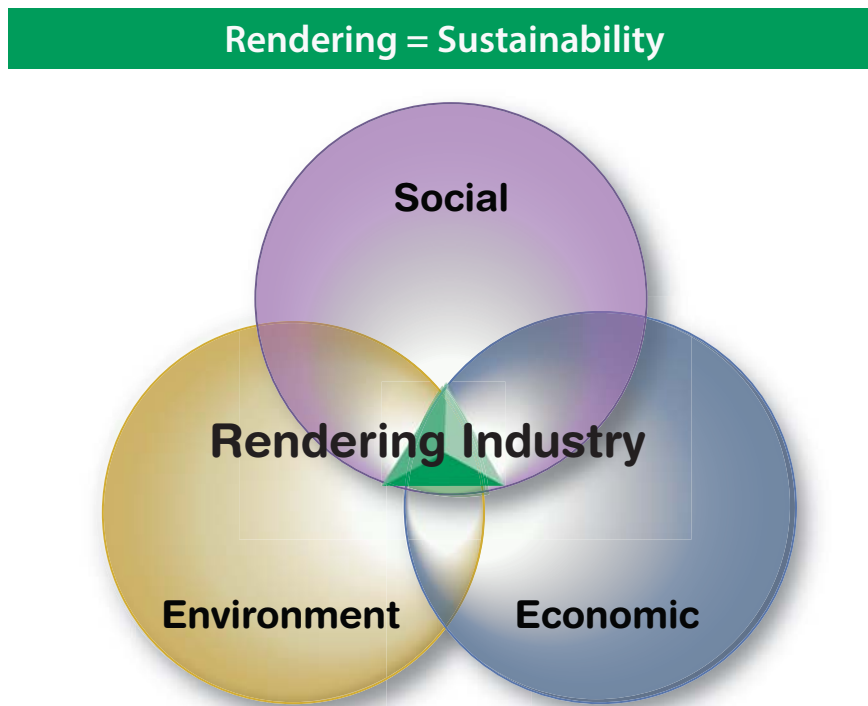 Rendering = Sustainability
Social
Rendering Industry
Environment
Economic